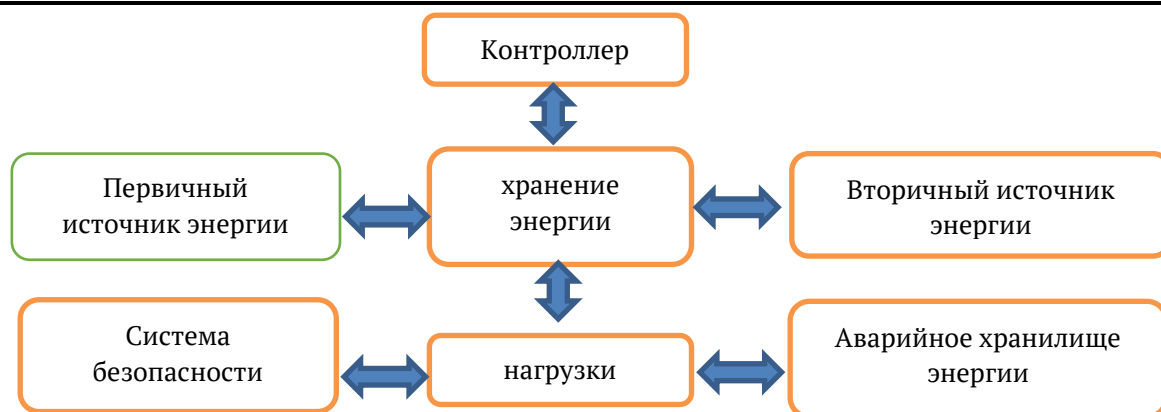 Контроллер
Первичный
источник энергии
хранение
энергии
Вторичный источник
энергии
Система
безопасности
нагрузки
Аварийное хранилище
энергии